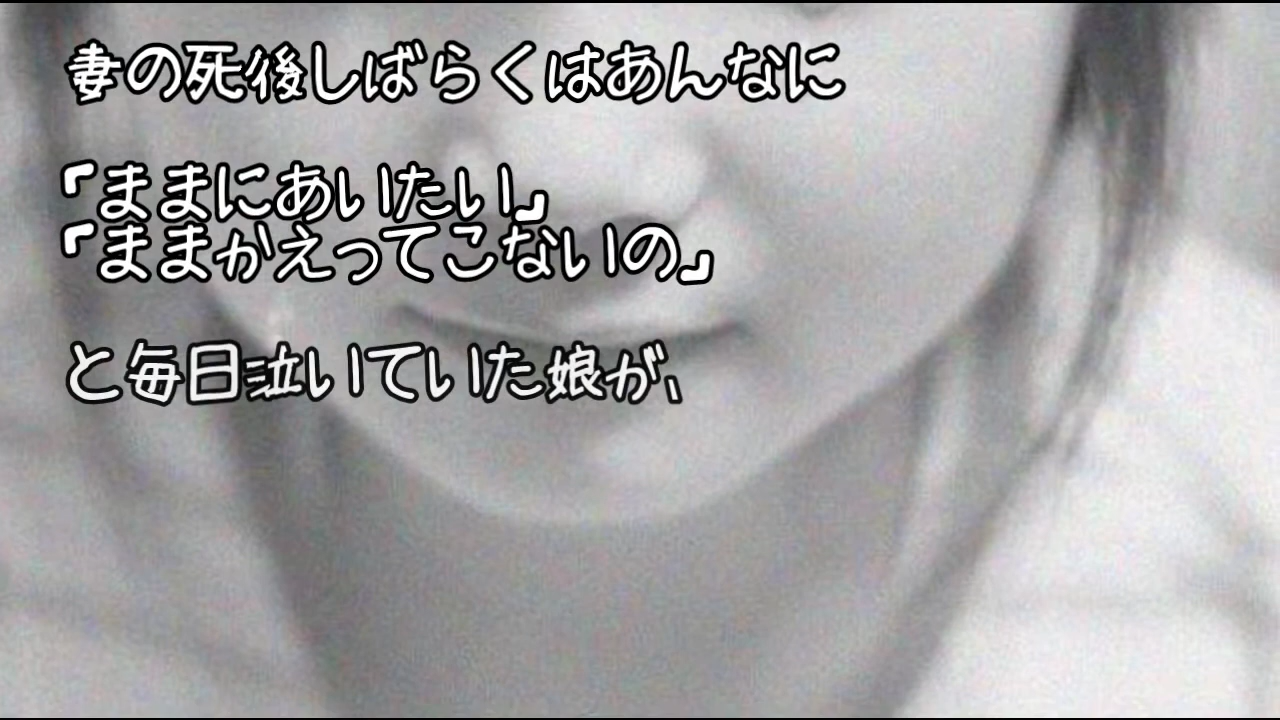 妻の死後しばらくはあんなに
「ままにあいたい」
「ままかえってこないの」
と毎日泣いていた娘が、